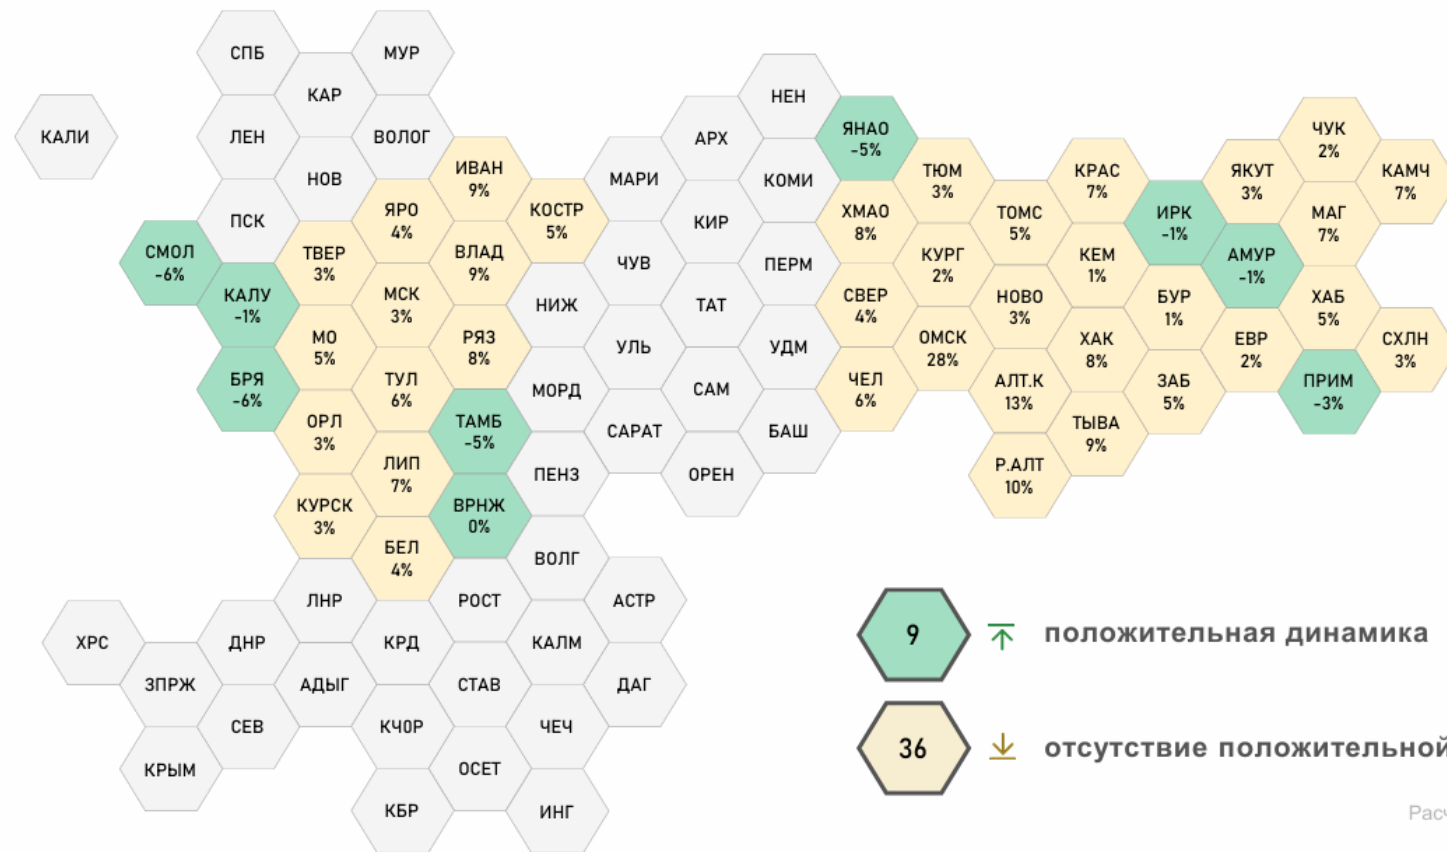 СПБ
МУР
КАР
НЕН
КАЛИ
ЛЕН
ВОЛОГ
АРХ
ЯНАО
-5%
ЧУК
2%
НОВ
ИВАН
9%
МАРИ
КОМИ
ТЮМ
3%
КРАС
7%
ЯКУТ
3%
КАМЧ
7%
ПСК
ЯРО
4%
КОСТР
5%
КИР
ХМАО
8%
ТОМС
5%
ИРК
-1%
МАГ
7%
СМОЛ
-6%
ТВЕР
3%
ВЛАД
9%
ЧУВ
ПЕРМ
КУРГ
2%
КЕМ
1%
АМУР
-1%
КАЛУ
-1%
МСК
3%
НИЖ
ТАТ
СВЕР
4%
НОВО
3%
БУР
1%
ХАБ
5%
МО
5%
РЯЗ
8%
УЛЬ
УДМ
ОМСК
28%
ХАК
8%
ЕВР
2%
СХЛН
3%
БРЯ
-6%
ТУЛ
6%
МОРД
САМ
ЧЕЛ
6%
АЛТ.К
13%
ЗАБ
5%
ПРИМ
-3%
ОРЛ
3%
ТАМБ
-5%
САРАТ
БАШ
ТЫВА
9%
ЛИП
7%
ПЕНЗ
ОРЕН
Р.АЛТ
10%
КУРСК
3%
ВРНЖ
0%
БЕЛ
4%
ВОЛГ
ЛНР
РОСТ
АСТР
ХРС
ДНР
КРД
КАЛМ
9
положительная динамика
ЗПРЖ
АДЫГ
СТАВ
ДАГ
СЕВ
КЧОР
ЧЕЧ
36
отсутствие положительной
КРЫМ
ОСЕТ
КБР
ИНГ